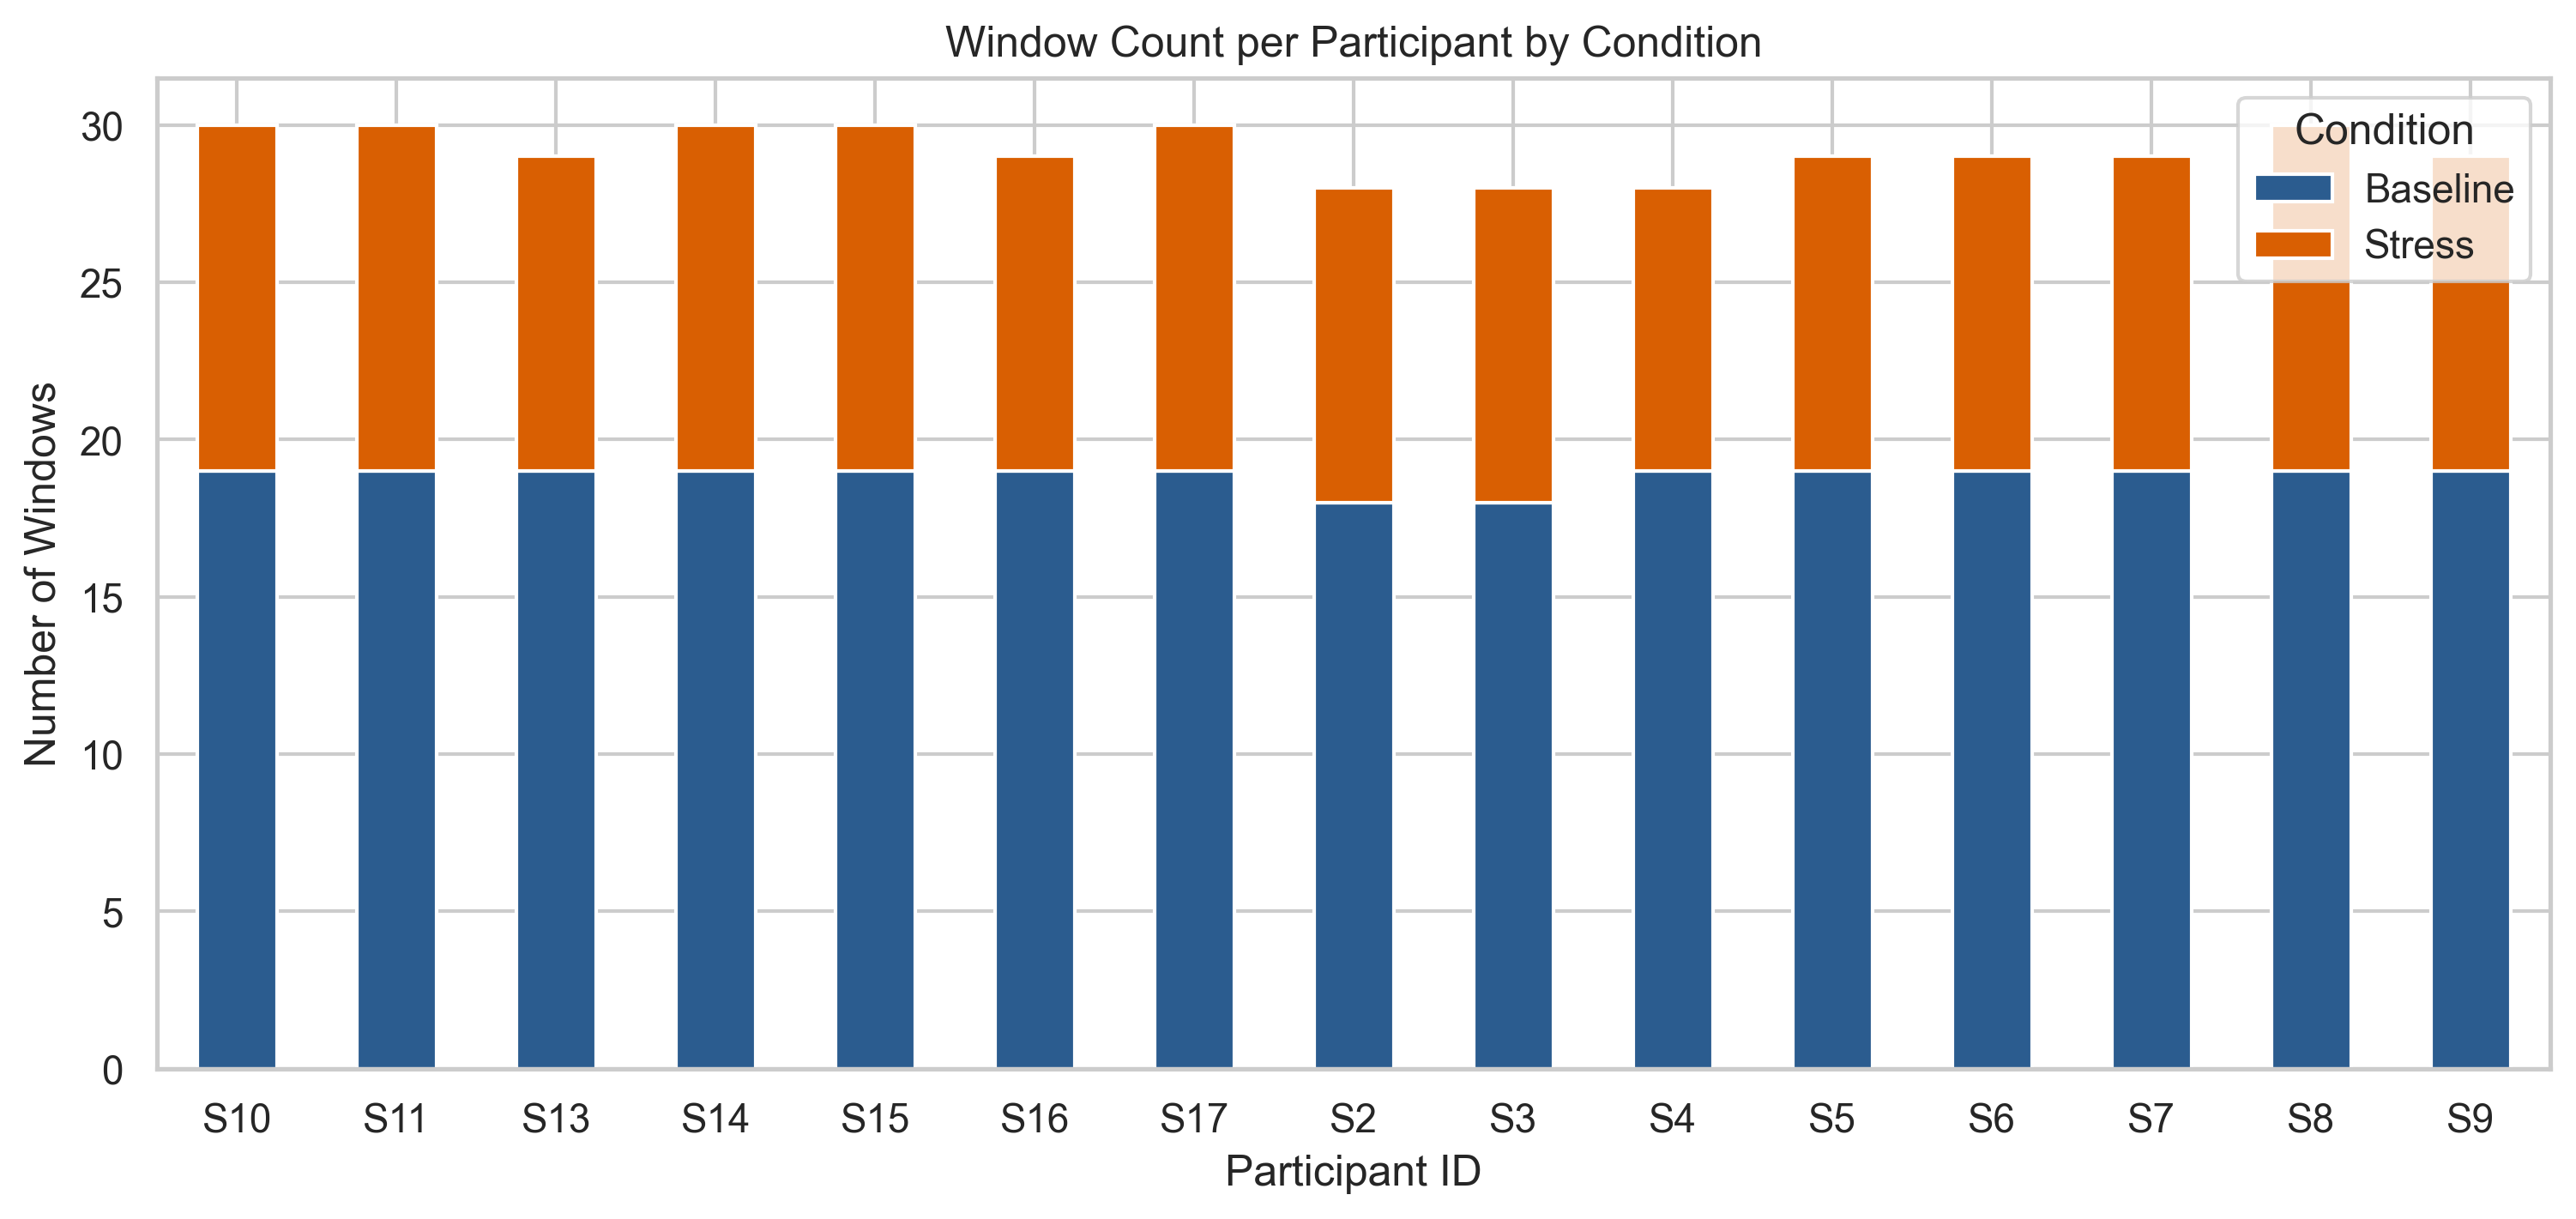 Window Count per Participant by Condition
Number of Windows
30
25
20
15
10
5
0
Condition
Baseline
Stress
S10 S11 S13 S14 S15 S16 S17 S2 S3 S4 S5 S6 S7 S8 S9
Participant ID